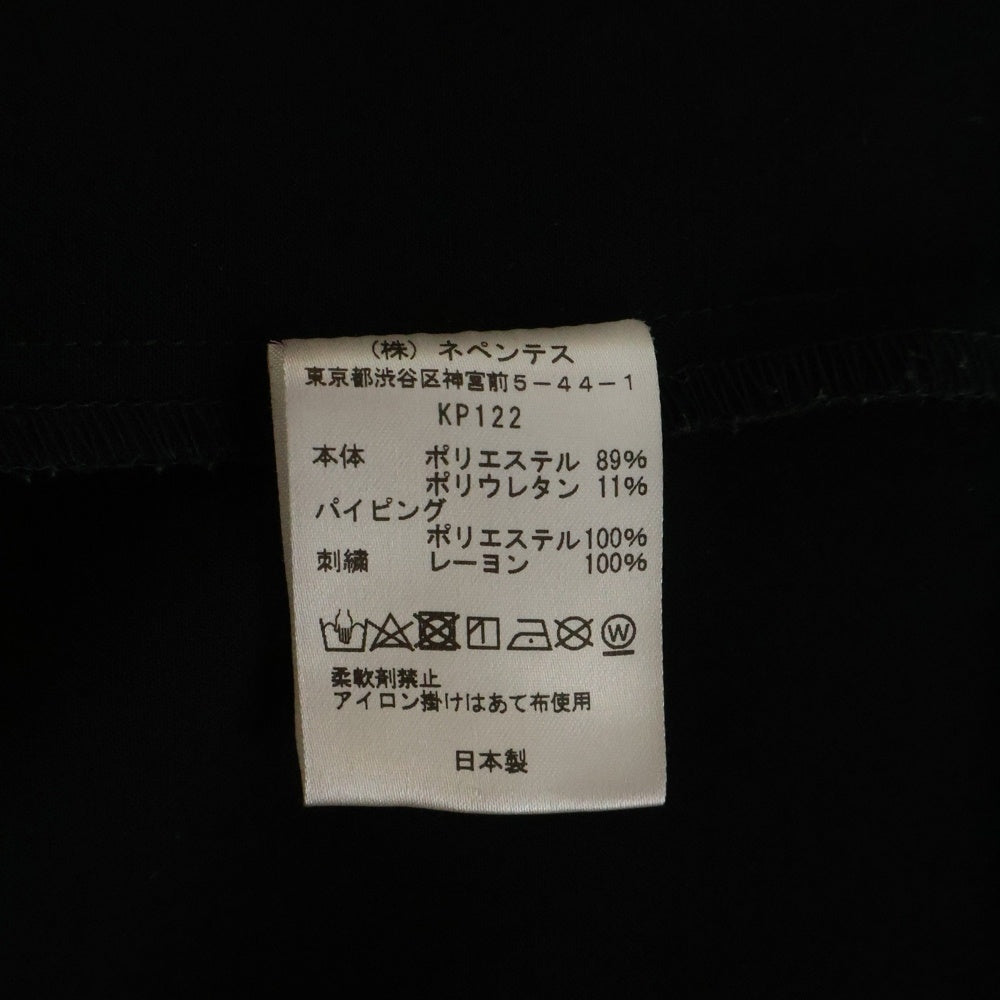 (株) ネペンテス
東京都渋谷区神宮前5-44-1
KP122
本体 ポリエステル 89%
ポリウレタン 11%
パイピング
ポリエステル 100%
刺繍 レーヨン 100%
W
柔軟剤禁止
アイロン掛けはあて布使用
日本製